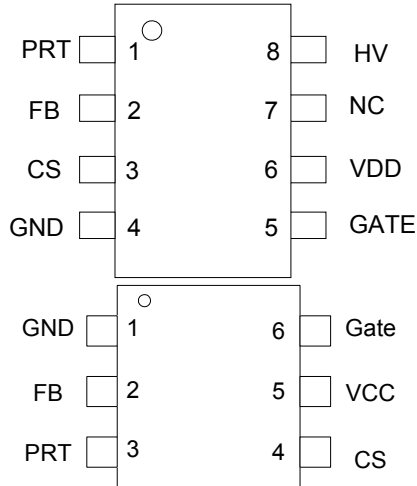 PRT 1 8 HV
FB 2 7 NC
CS 3 6 VDD
GND 4 5 GATE
GND 1 6 Gate
FB 2 5 VCC
PRT 3 4 CS